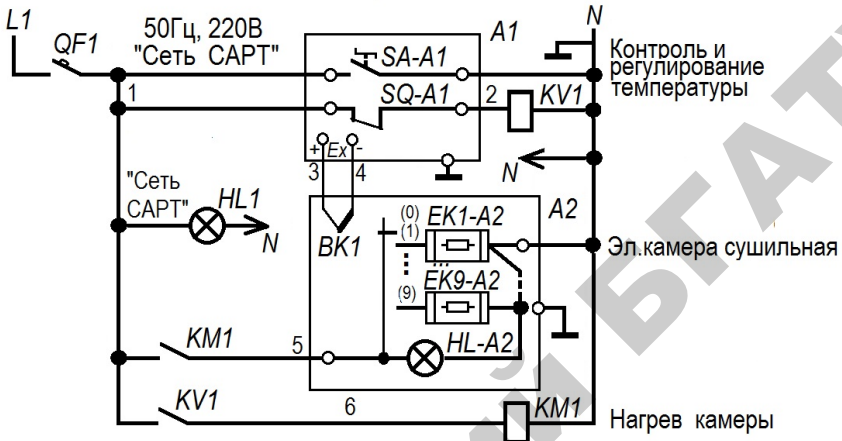 L1
QF1
50Гц, 220В
"Сеть САРТ"
SA-A1
A1
N
Контроль и
регулирование
температуры
1
SQ-A1
2
KV1
+ Ex -
3
4
N
"Сеть
САРТ"
HL1
N
BK1
A2
(0)
(1)
EK1-A2
Эл.камера сушильная
...
EK9-A2
(9)
KM1
5
HL-A2
KV1
6
KM1
Нагрев камеры
ИЙ БГАТУ